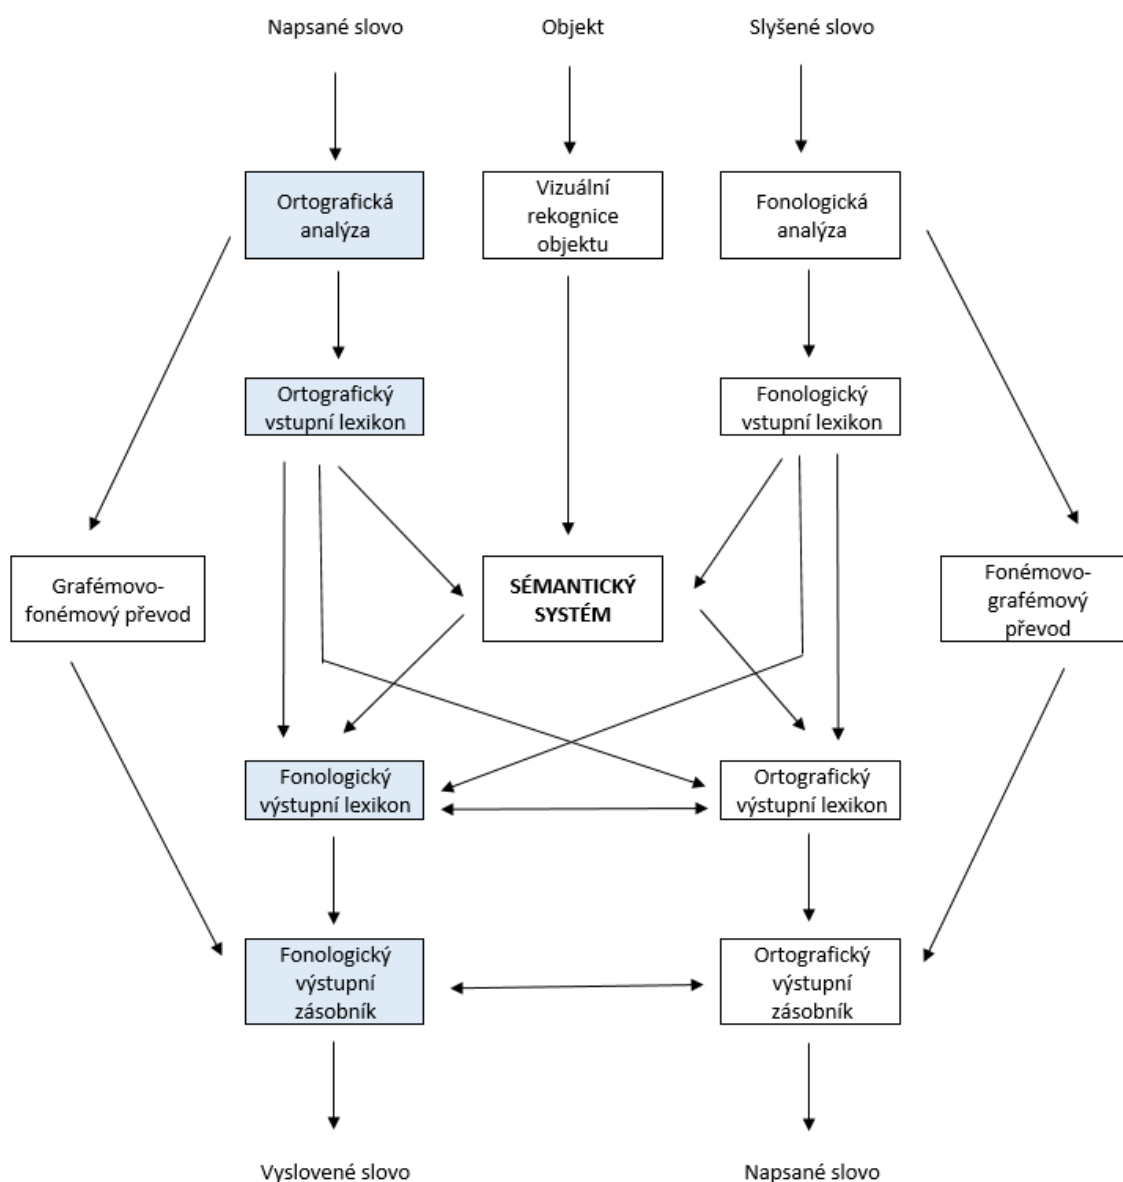 Napsané slovo
Objekt
Slyšené slovo
Ortografická
analýza
Vizuální
rekognice
objektu
Fonologická
analýza
Ortografický
vstupní lexikon
Fonologický
vstupní lexikon
Grafémovo-
fonémový převod
SÉMANTICKÝ
SYSTÉM
Fonémovo-
grafémový
převod
Fonologický
výstupní lexikon
Ortografický
výstupní lexikon
Fonologický
výstupní
zásobník
Ortografický
výstupní
zásobník
Vyslovené slovo
Napsané slovo